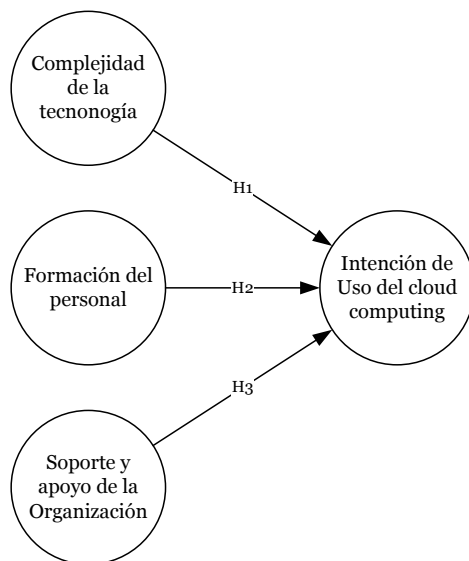 Complejidad
de la
tecnonogía
H1
Formación del
personal
H2
Intención de
Uso del cloud
computing
H3
Soporte y
apoyo de la
Organización